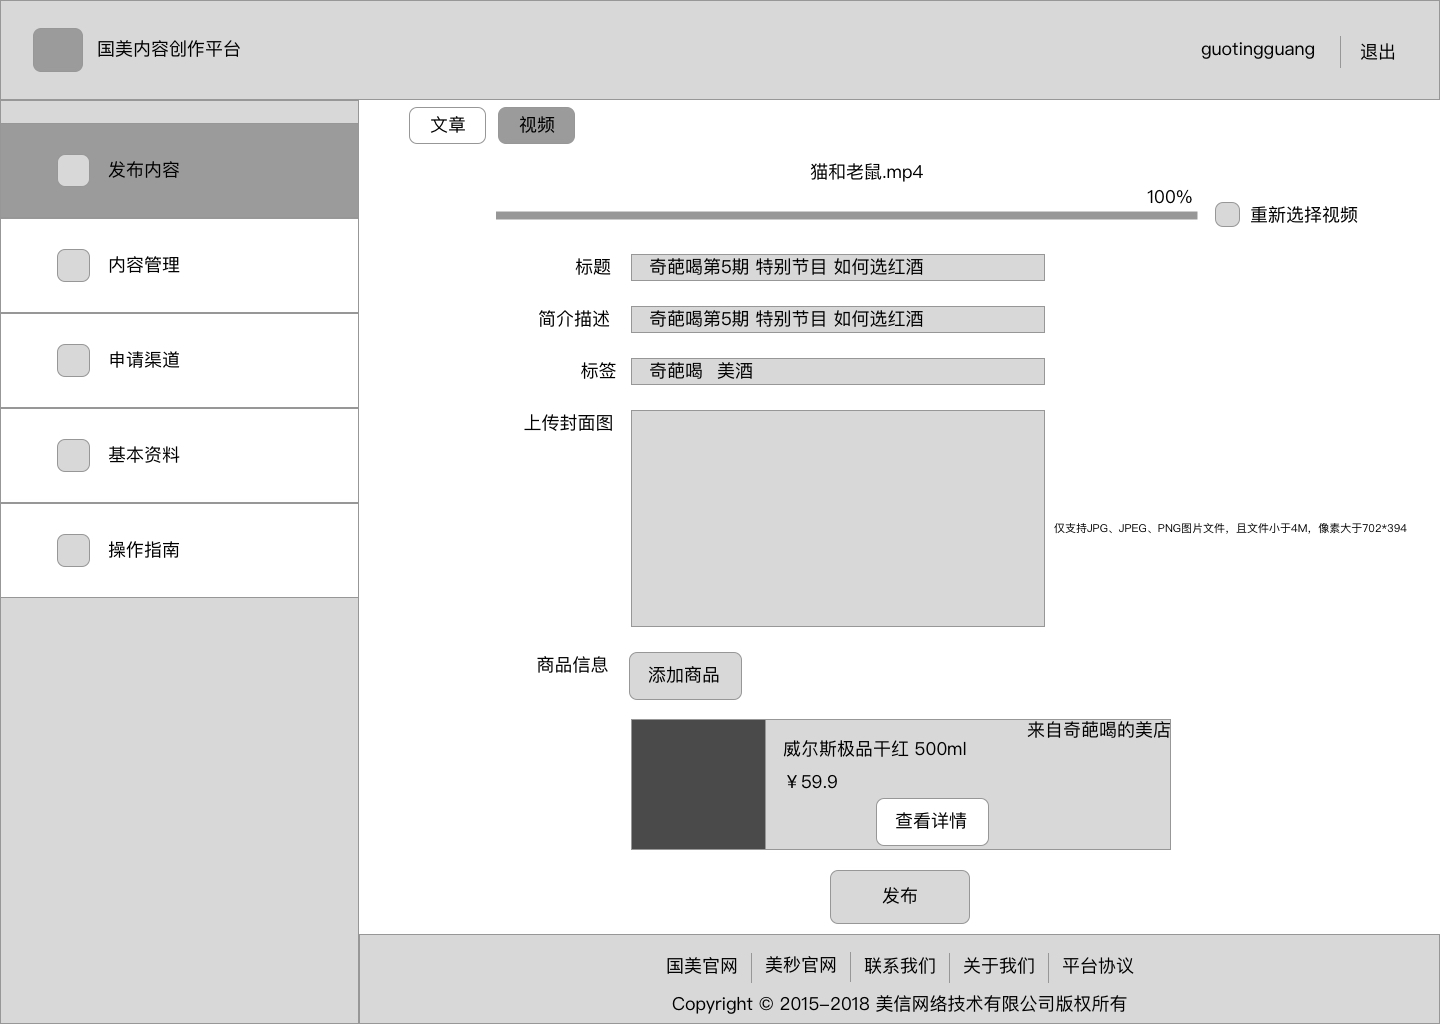 国美内容创作平台
guotingguang
退出
发布内容
内容管理
申请渠道
基本资料
操作指南
文章
视频
猫和老鼠.mp4
100%
重新选择视频
标题
奇葩喝第5期 特别节目 如何选红酒
简介描述
奇葩喝第5期 特别节目 如何选红酒
标签
奇葩喝 美酒
上传封面图
仅支持JPG、JPEG、PNG图片文件，且文件小于4M，像素大于702*394
商品信息
添加商品
来自奇葩喝的美店
威尔斯极品干红 500ml
￥59.9
查看详情
发布
国美官网
美秒官网
联系我们
关于我们
平台协议
Copyright © 2015-2018 美信网络技术有限公司版权所有